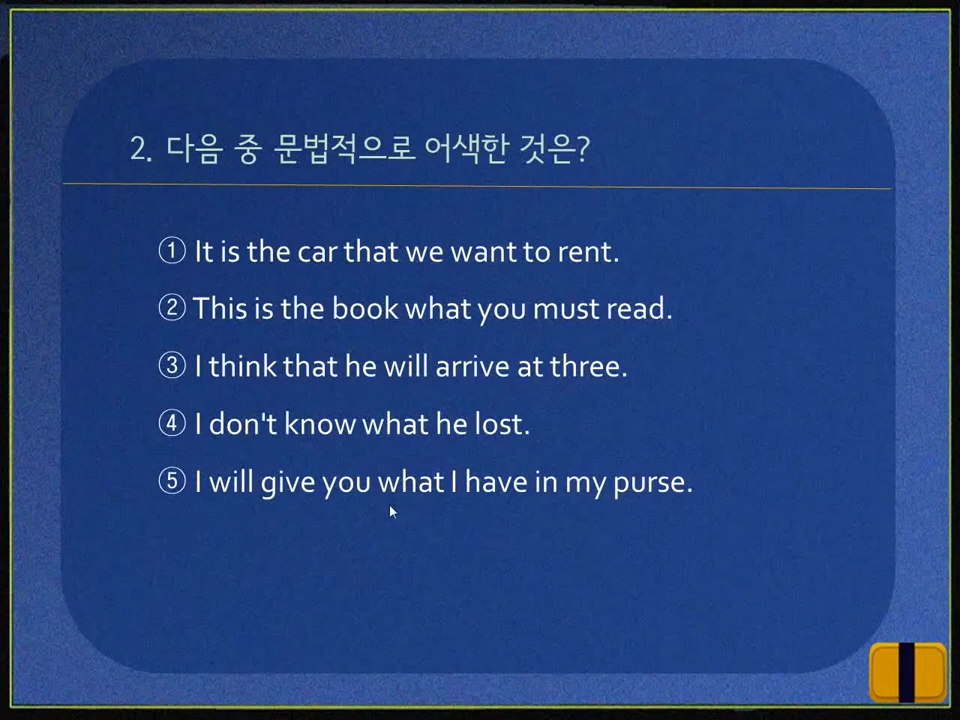 2. 다음 중 문법적으로 어색한 것은?
① It is the car that we want to rent.
② This is the book what you must read.
③ I think that he will arrive at three.
④ I don't know what he lost.
⑤ I will give you what I have in my purse.